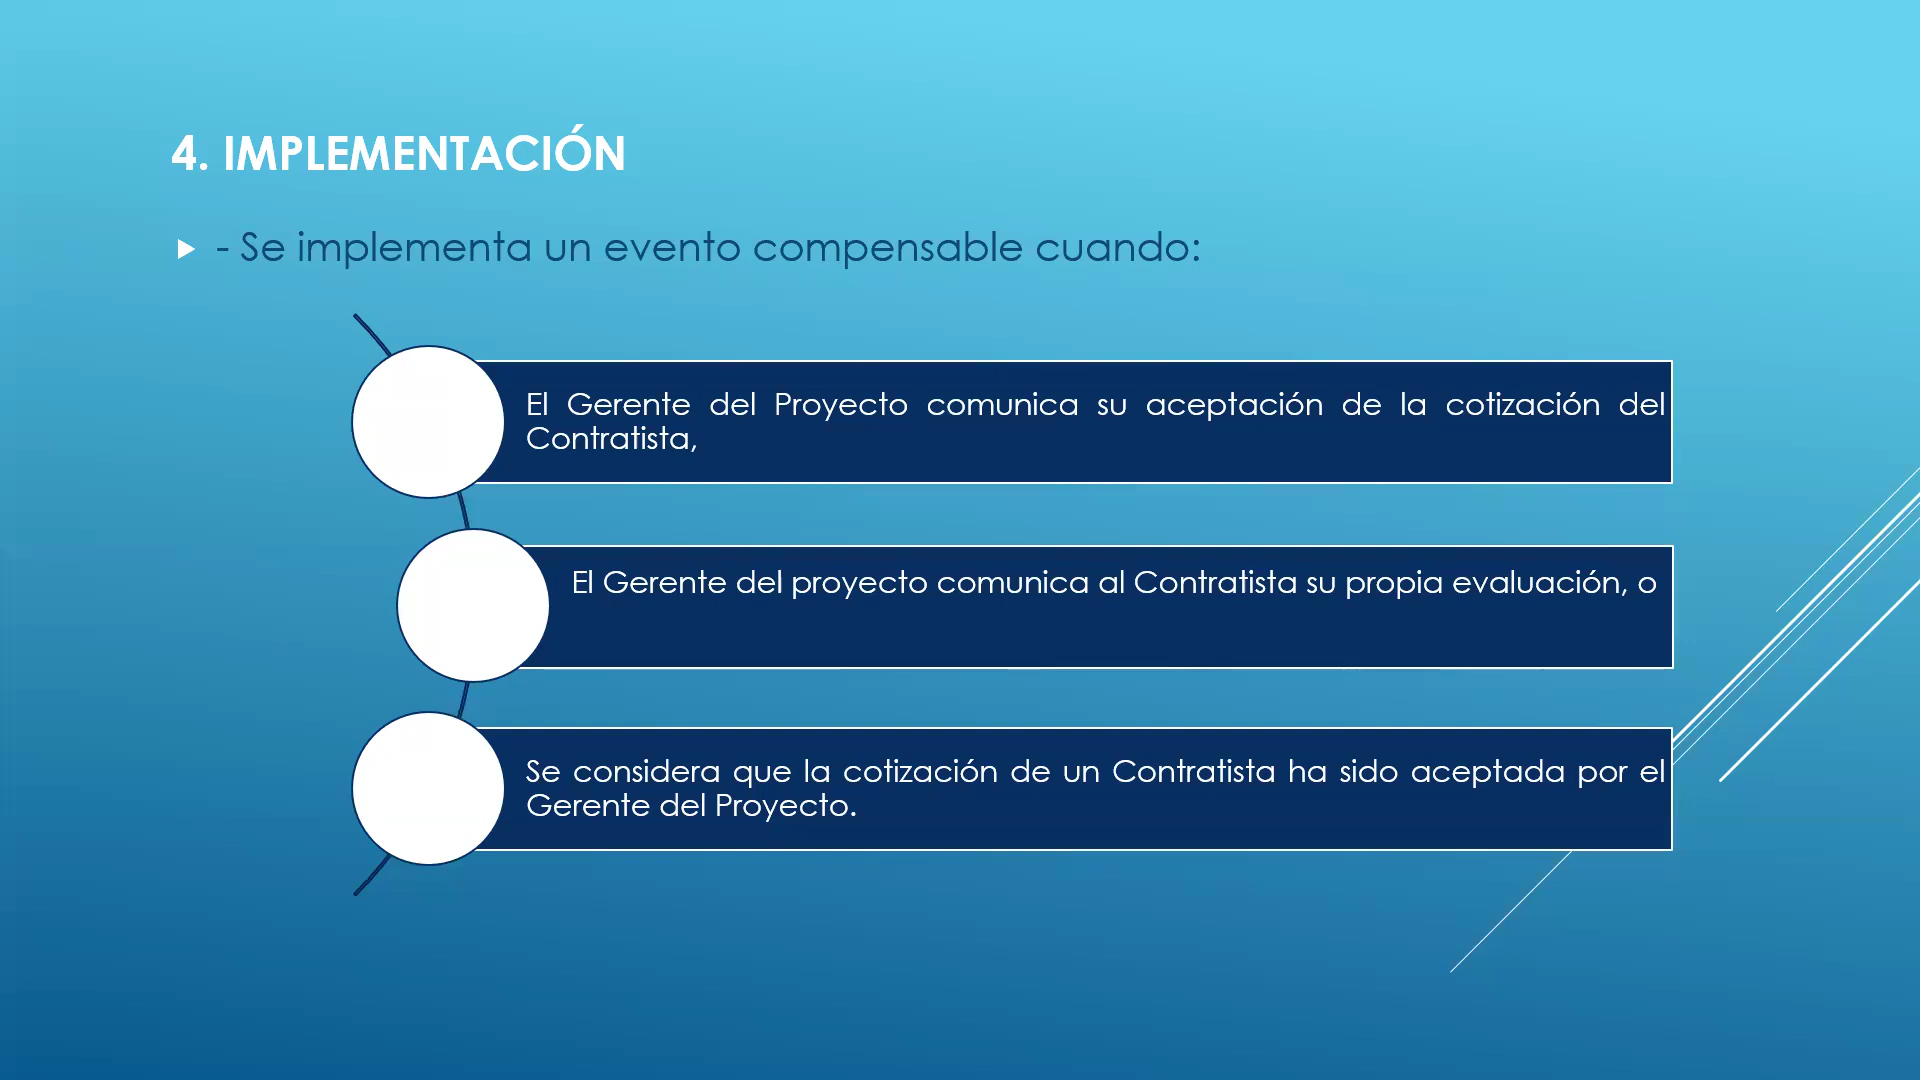 4. IMPLEMENTACIÓN
- Se implementa un evento compensable cuando:
El Gerente del Proyecto comunica su aceptación de la cotización del
Contratista,
El Gerente del proyecto comunica al Contratista su propia evaluación, o
Se considera que la cotización de un Contratista ha sido aceptada por el
Gerente del Proyecto.